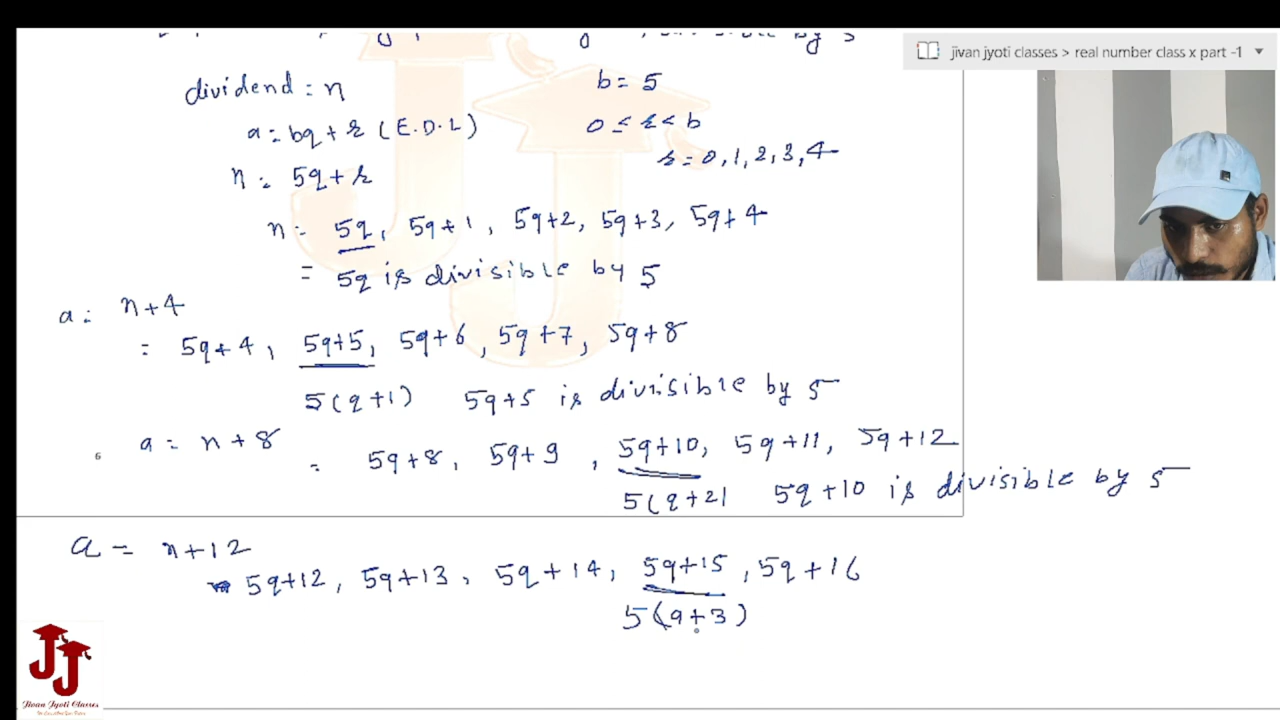 divisible by 5
jivan jyoti classes > real number class x part -1
dividend = n b = 5
a = bq + r (E.D.L) 0 ≤ r < b
r = 0, 1, 2, 3, 4
n = 5q + r
n = 5q, 5q+1, 5q+2, 5q+3, 5q+4
= 5q is divisible by 5
a = n+4
= 5q+4, 5q+5, 5q+6, 5q+7, 5q+8
5(q+1) 5q+5 is divisible by 5
a = n+8
= 5q+8, 5q+9, 5q+10, 5q+11, 5q+12
5(q+2) 5q+10 is divisible by 5
a = n+12
5q+12, 5q+13, 5q+14, 5q+15, 5q+16
5(q+3)
JJ
Jivan Jyoti Classes